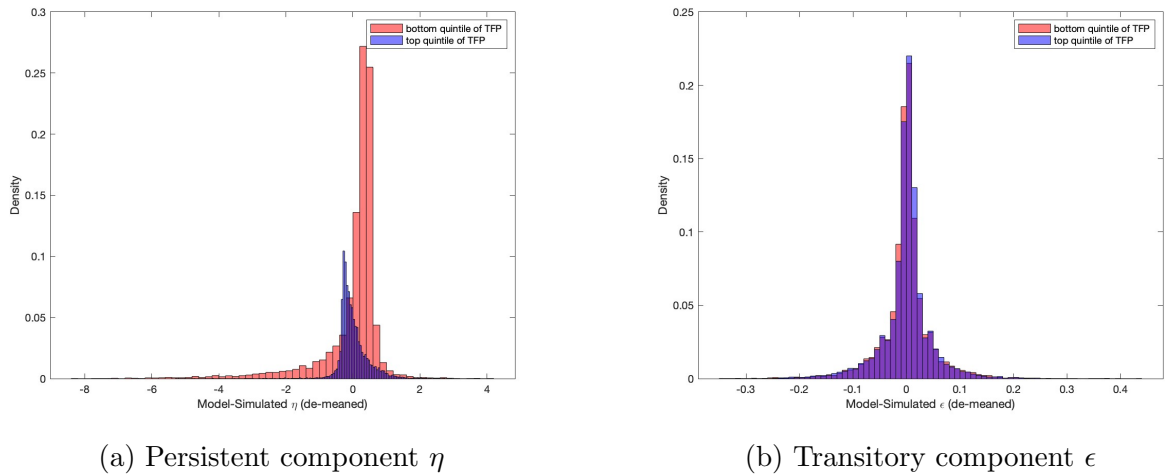 0.3
0.25
0.2
0.15
0.1
0.05
0
Density
-8
-6
-4
-2
0
2
4
Model-Simulated η (de-meaned)
bottom quintile of TFP
top quintile of TFP
(a) Persistent component η
0.25
0.2
0.15
0.1
0.05
0
Density
-0.3
-0.2
-0.1
0
0.1
0.2
0.3
0.4
Model-Simulated ϵ (de-meaned)
bottom quintile of TFP
top quintile of TFP
(b) Transitory component ϵ